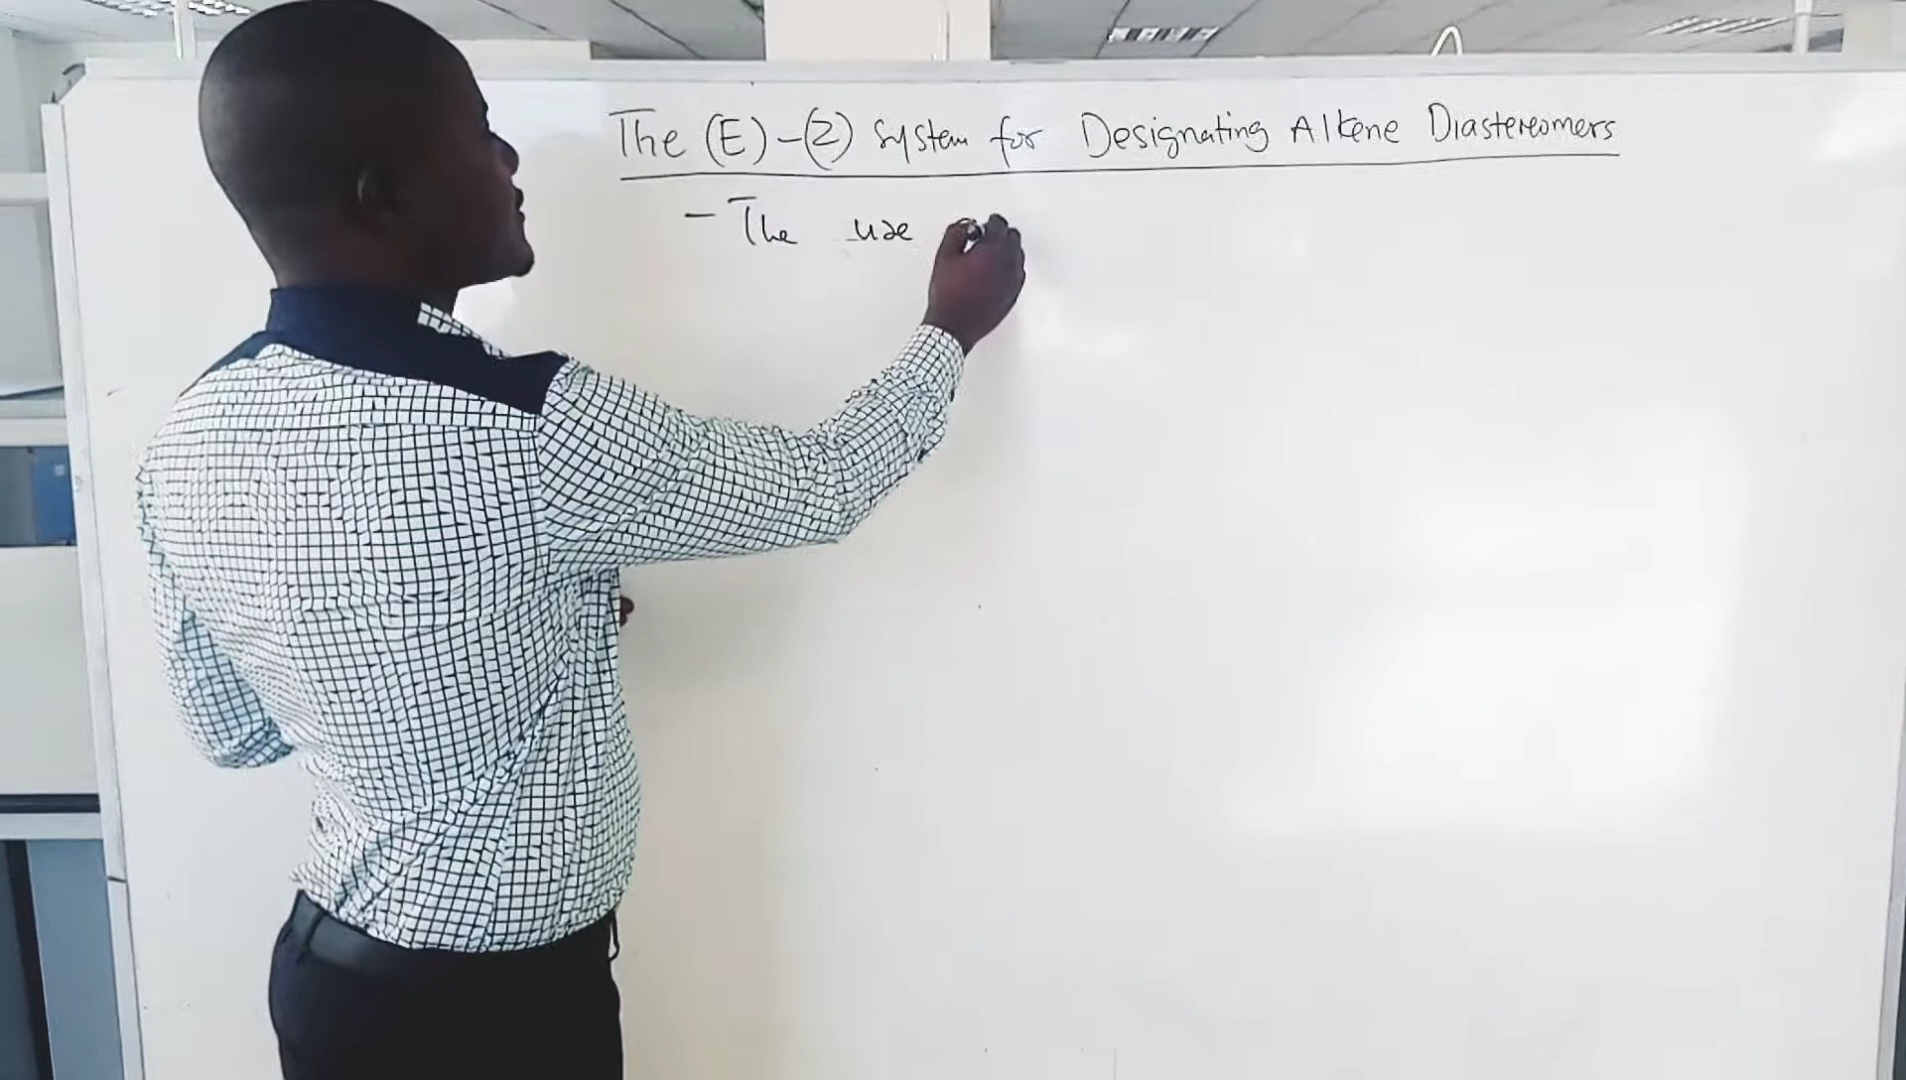 The (E)-(Z) system for Designating Alkene Diastereomers
- The use